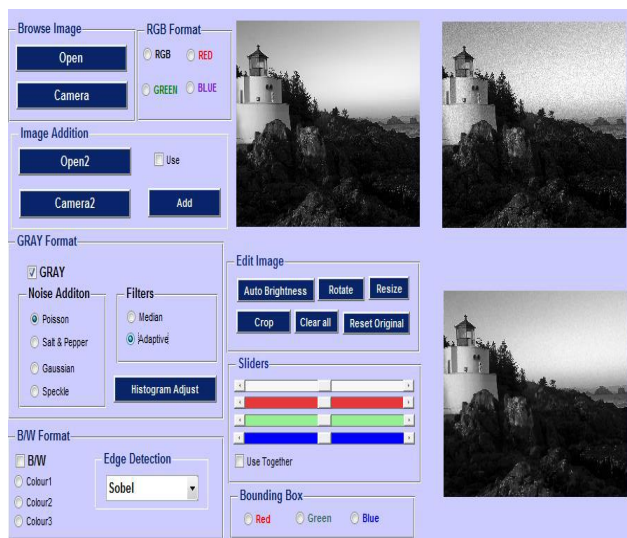 Browse Image
Open
Camera
RGB Format
RGB
RED
GREEN
BLUE
Image Addition
Open2
Use
Camera2
Add
GRAY Format
GRAY
Noise Additon
Poisson
Salt & Pepper
Gaussian
Speckle
Filters
Median
Adaptive
Histogram Adjust
Edit Image
Auto Brightness
Rotate
Resize
Crop
Clear all
Reset Original
Sliders
Use Together
B/W Format
B/W
Colour1
Colour2
Colour3
Edge Detection
Sobel
Bounding Box
Red
Green
Blue